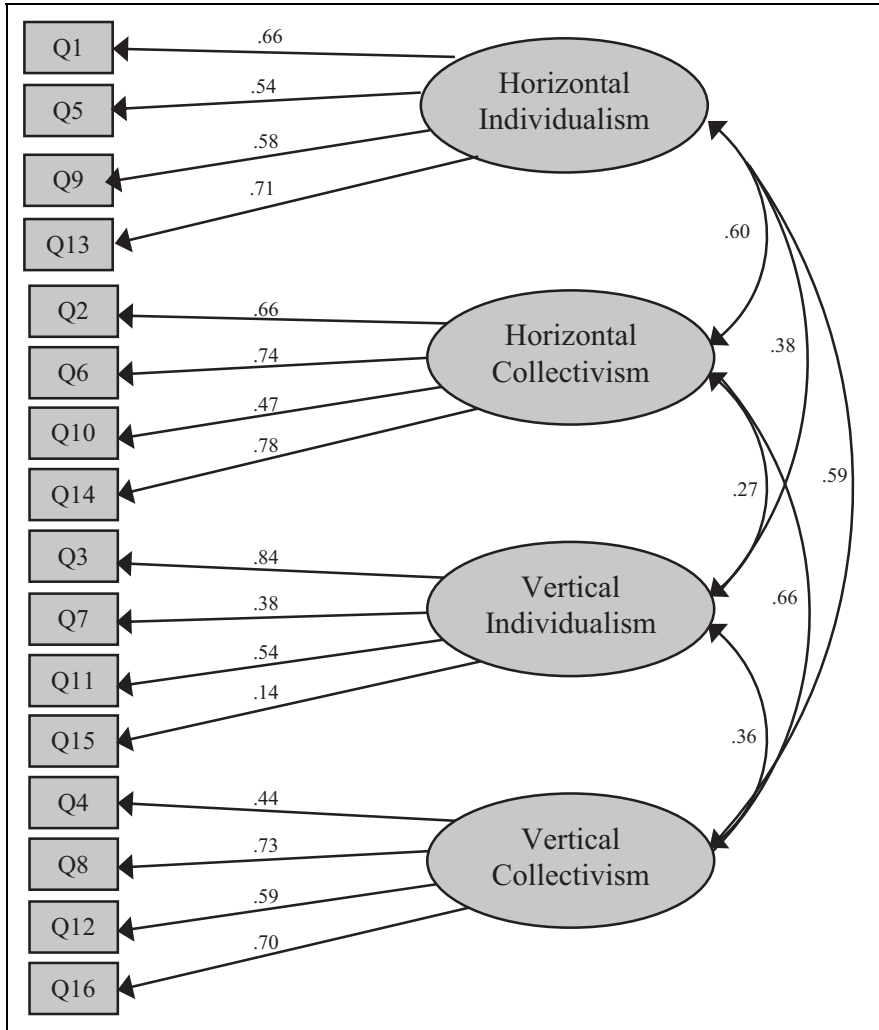 Q1
.66
Horizontal
Individualism
Q5
.54
Q9
.58
Q13
.71
.60
Q2
.66
Horizontal
Collectivism
Q6
.74
Q10
.47
Q14
.78
.38
.27
.59
Q3
.84
Vertical
Individualism
Q7
.38
Q11
.54
Q15
.14
.66
.36
Q4
.44
Vertical
Collectivism
Q8
.73
Q12
.59
Q16
.70